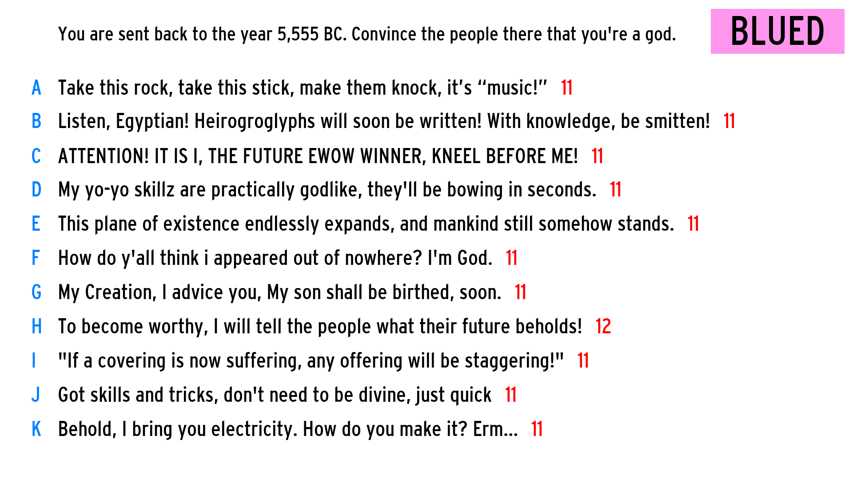 You are sent back to the year 5,555 BC. Convince the people there that you're a god.
BLUED
A Take this rock, take this stick, make them knock, it's “music!” 11
B Listen, Egyptian! Heirogroglyphs will soon be written! With knowledge, be smitten! 11
C ATTENTION! IT IS I, THE FUTURE EWOW WINNER, KNEEL BEFORE ME! 11
D My yo-yo skillz are practically godlike, they'll be bowing in seconds. 11
E This plane of existence endlessly expands, and mankind still somehow stands. 11
F How do y'all think i appeared out of nowhere? I'm God. 11
G My Creation, I advice you, My son shall be birthed, soon. 11
H To become worthy, I will tell the people what their future beholds! 12
I "If a covering is now suffering, any offering will be staggering!" 11
J Got skills and tricks, don't need to be divine, just quick 11
K Behold, I bring you electricity. How do you make it? Erm... 11